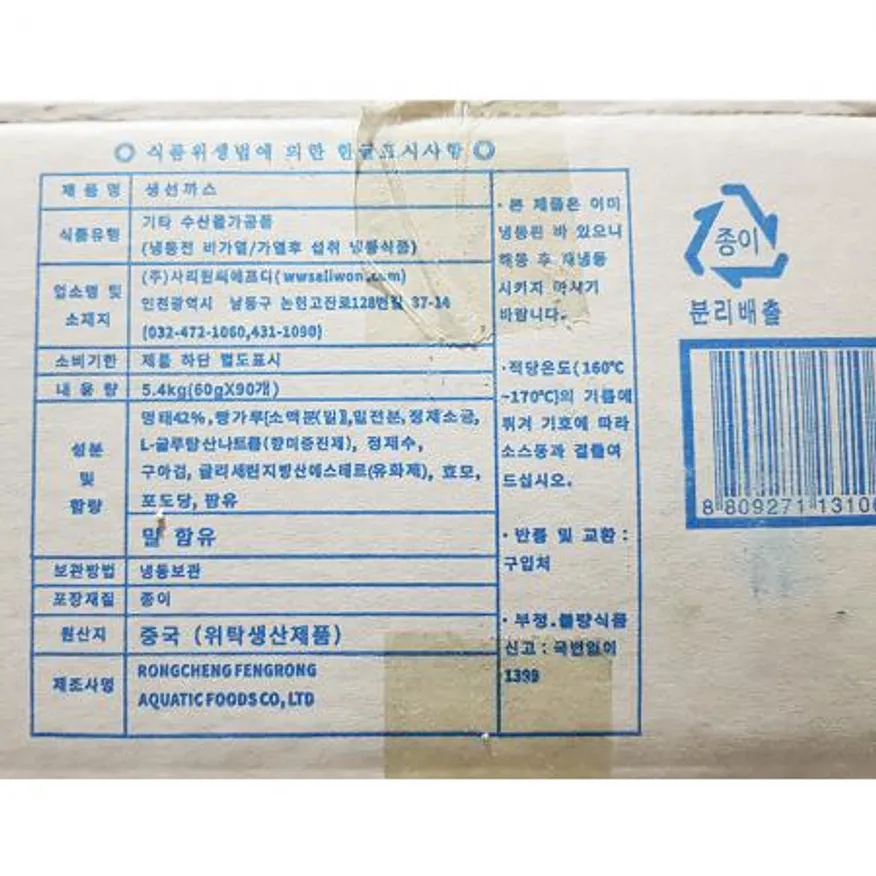 식품위생법에 의한 한글표시사항
제 품 명 생선까스
식품유형 기타 수산물가공품
(냉동전 비가열/가열후 섭취 냉동식품)
업소명 및
소재지
(주)사리원씨에프디(
인천광역시 남동구 논현고잔로128번길 37-14
(032-472-1060,431-1090)
소비기한 제품 하단 별도표시
내 용 량 5.4kg(60gX90개)
성분
및
함량
명태42%,빵가루[소맥분(밀)],밀전분,정제소금,
L-글루탐산나트륨(향미증진제), 정제수,
구아검, 글리세린지방산에스테르(유화제), 효모,
포도당, 팜유
밀 함유
보관방법 냉동보관
포장재질 종이
원산지 중국 (위탁생산제품)
제조사명 RONGCHENG FENGRONG
AQUATIC FOODS CO, LTD
· 본 제품은 이미
냉동된 바 있으니
해동 후 재냉동
시키지 마시기
바랍니다.
·적당온도(160℃
~170℃)의 기름에
튀겨 기호에 따라
소스등과 곁들여
드십시오.
· 반품 및 교환 :
구입처
· 부정.불량식품
신고 : 국번없이
1399
종이
분리배출
8 809271 13106